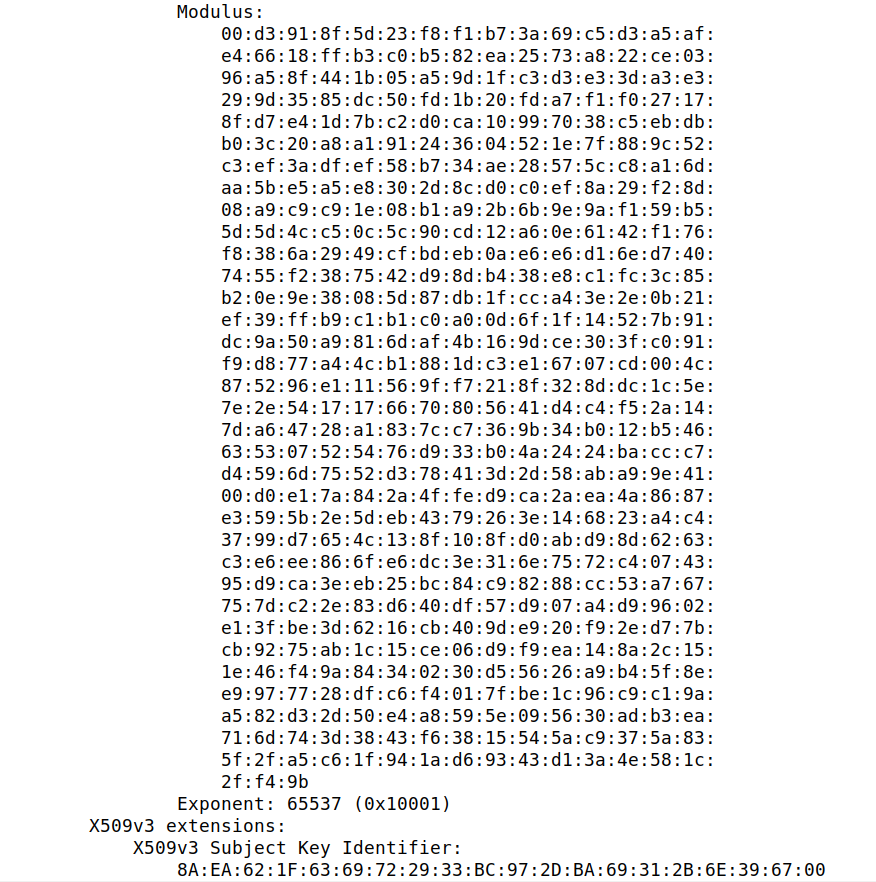 Modulus:
00:d3:91:8f:5d:23:f8:f1:b7:3a:69:c5:d3:a5:af:
e4:66:18:ff:b3:c0:b5:82:ea:25:73:a8:22:ce:03:
96:a5:8f:44:1b:05:a5:9d:1f:c3:d3:e3:3d:a3:e3:
29:9d:35:85:dc:50:fd:1b:20:fd:a7:f1:f0:27:17:
8f:d7:e4:1d:7b:c2:d0:ca:10:99:70:38:c5:eb:db:
b0:3c:20:a8:a1:91:24:36:04:52:1e:7f:88:9c:52:
c3:ef:3a:df:ef:58:b7:34:ae:28:57:5c:c8:a1:6d:
aa:5b:e5:a5:e8:30:2d:8c:d0:c0:ef:8a:29:f2:8d:
08:a9:c9:c9:1e:08:b1:a9:2b:6b:9e:9a:f1:59:b5:
5d:5d:4c:c5:0c:5c:90:cd:12:a6:0e:61:42:f1:76:
f8:38:6a:29:49:cf:bd:eb:0a:e6:e6:d1:6e:d7:40:
74:55:f2:38:75:42:d9:8d:b4:38:e8:c1:fc:3c:85:
b2:0e:9e:38:08:5d:87:db:1f:cc:a4:3e:2e:0b:21:
ef:39:ff:b9:c1:b1:c0:a0:0d:6f:1f:14:52:7b:91:
dc:9a:50:a9:81:6d:af:4b:16:9d:ce:30:3f:c0:91:
f9:d8:77:a4:4c:b1:88:1d:c3:e1:67:07:cd:00:4c:
87:52:96:e1:11:56:9f:f7:21:8f:32:8d:dc:1c:5e:
7e:2e:54:17:17:66:70:80:56:41:d4:c4:f5:2a:14:
7d:a6:47:28:a1:83:7c:c7:36:9b:34:b0:12:b5:46:
63:53:07:52:54:76:d9:33:b0:4a:24:24:ba:cc:c7:
d4:59:6d:75:52:d3:78:41:3d:2d:58:ab:a9:9e:41:
00:d0:e1:7a:84:2a:4f:fe:d9:ca:2a:ea:4a:86:87:
e3:59:5b:2e:5d:eb:43:79:26:3e:14:68:23:a4:c4:
37:99:d7:65:4c:13:8f:10:8f:d0:ab:d9:8d:62:63:
c3:e6:ee:86:6f:e6:dc:3e:31:6e:75:72:c4:07:43:
95:d9:ca:3e:eb:25:bc:84:c9:82:88:cc:53:a7:67:
75:7d:c2:2e:83:d6:40:df:57:d9:07:a4:d9:96:02:
e1:3f:be:3d:62:16:cb:40:9d:e9:20:f9:2e:d7:7b:
cb:92:75:ab:1c:15:ce:06:d9:f9:ea:14:8a:2c:15:
1e:46:f4:9a:84:34:02:30:d5:56:26:a9:b4:5f:8e:
e9:97:77:28:df:c6:f4:01:7f:be:1c:96:c9:c1:9a:
a5:82:d3:2d:50:e4:a8:59:5e:09:56:30:ad:b3:ea:
71:6d:74:3d:38:43:f6:38:15:54:5a:c9:37:5a:83:
5f:2f:a5:c6:1f:94:1a:d6:93:43:d1:3a:4e:58:1c:
2f:f4:9b
Exponent: 65537 (0x10001)
X509v3 extensions:
X509v3 Subject Key Identifier:
8A:EA:62:1F:63:69:72:29:33:BC:97:2D:BA:69:31:2B:6E:39:67:00